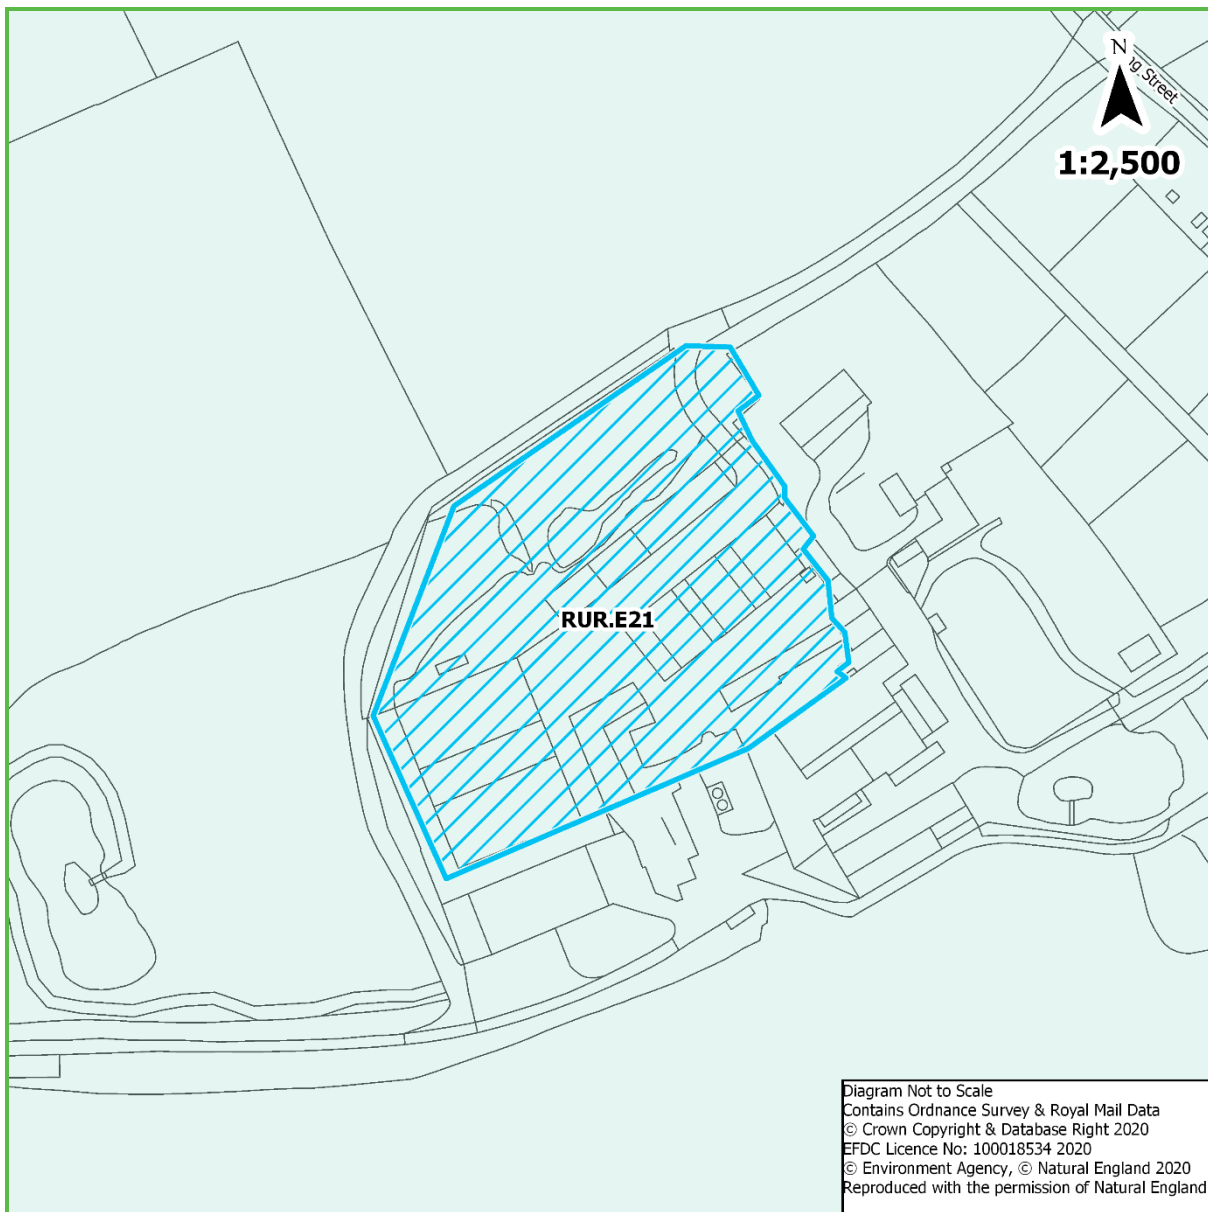 N
Street
1:2,500
RUR.E21
Diagram Not to Scale
Contains Ordnance Survey & Royal Mail Data
© Crown Copyright & Database Right 2020
EFDC Licence No: 100018534 2020
© Environment Agency, © Natural England 2020
Reproduced with the permission of Natural England